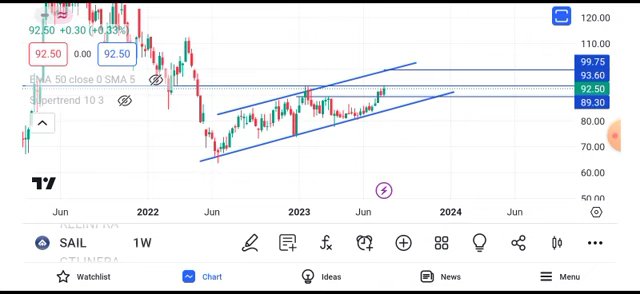 120.00
92.50 +0.30 (+0.33%)
110.00
92.50 0.00 92.50
99.75
EMA 50 close 0 SMA 5
93.60
92.50
Supertrend 10 3
89.30
80.00
70.00
60.00
50.00
Jun 2022 Jun 2023 Jun 2024 Jun
RELINFRA
SAIL 1W
GTLINFRA
Watchlist Chart Ideas News Menu